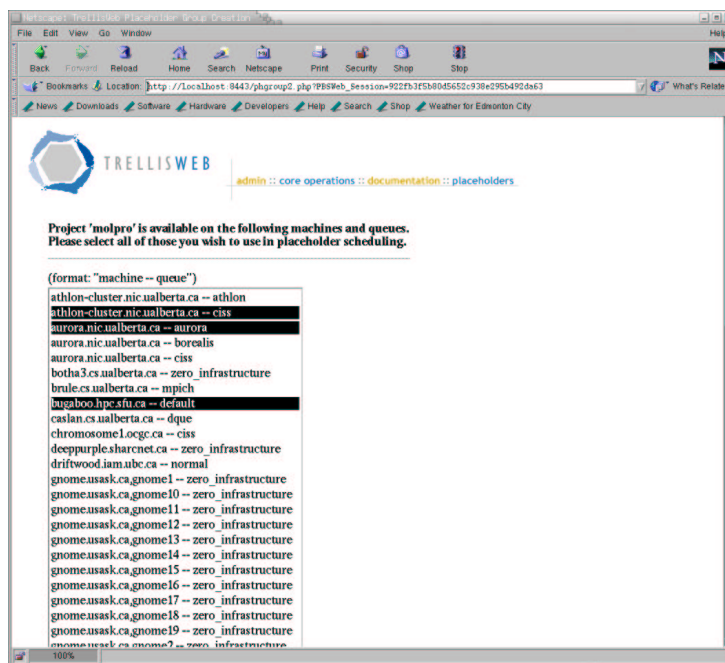 Netscape: TrellisWeb Placeholder Group Creation
File Edit View Go Window Help
Back Forward Reload Home Search Netscape Print Security Shop Stop
N
Bookmarks Location: http://localhost:8443/phgroup2.php?PBSWeb_Session=922fb3f5b80d5652c938e295b492da63 What's Relate
News Downloads Software Hardware Developers Help Search Shop Weather for Edmonton City
TRELLISWEB
admin :: core operations :: documentation :: placeholders
Project 'molpro' is available on the following machines and queues.
Please select all of those you wish to use in placeholder scheduling.
(format: "machine -- queue")
athlon-cluster.nic.ualberta.ca -- athlon
athlon-cluster.nic.ualberta.ca -- ciss
aurora.nic.ualberta.ca -- aurora
aurora.nic.ualberta.ca -- borealis
aurora.nic.ualberta.ca -- ciss
botha3.cs.ualberta.ca -- zero_infrastructure
brule.cs.ualberta.ca -- mpich
bugaboo.hpc.sfu.ca -- default
caslan.cs.ualberta.ca -- dque
chromosome1.ocgc.ca -- ciss
deeppurple.sharcnet.ca -- zero_infrastructure
driftwood.iam.ubc.ca -- normal
gnome.usask.ca,gnome1 -- zero_infrastructure
gnome.usask.ca,gnome10 -- zero_infrastructure
gnome.usask.ca,gnome11 -- zero_infrastructure
gnome.usask.ca,gnome12 -- zero_infrastructure
gnome.usask.ca,gnome13 -- zero_infrastructure
gnome.usask.ca,gnome14 -- zero_infrastructure
gnome.usask.ca,gnome15 -- zero_infrastructure
gnome.usask.ca,gnome16 -- zero_infrastructure
gnome.usask.ca,gnome17 -- zero_infrastructure
gnome.usask.ca,gnome18 -- zero_infrastructure
gnome.usask.ca,gnome19 -- zero_infrastructure
gnome.usask.ca,gnome2 -- zero_infrastructure
100%